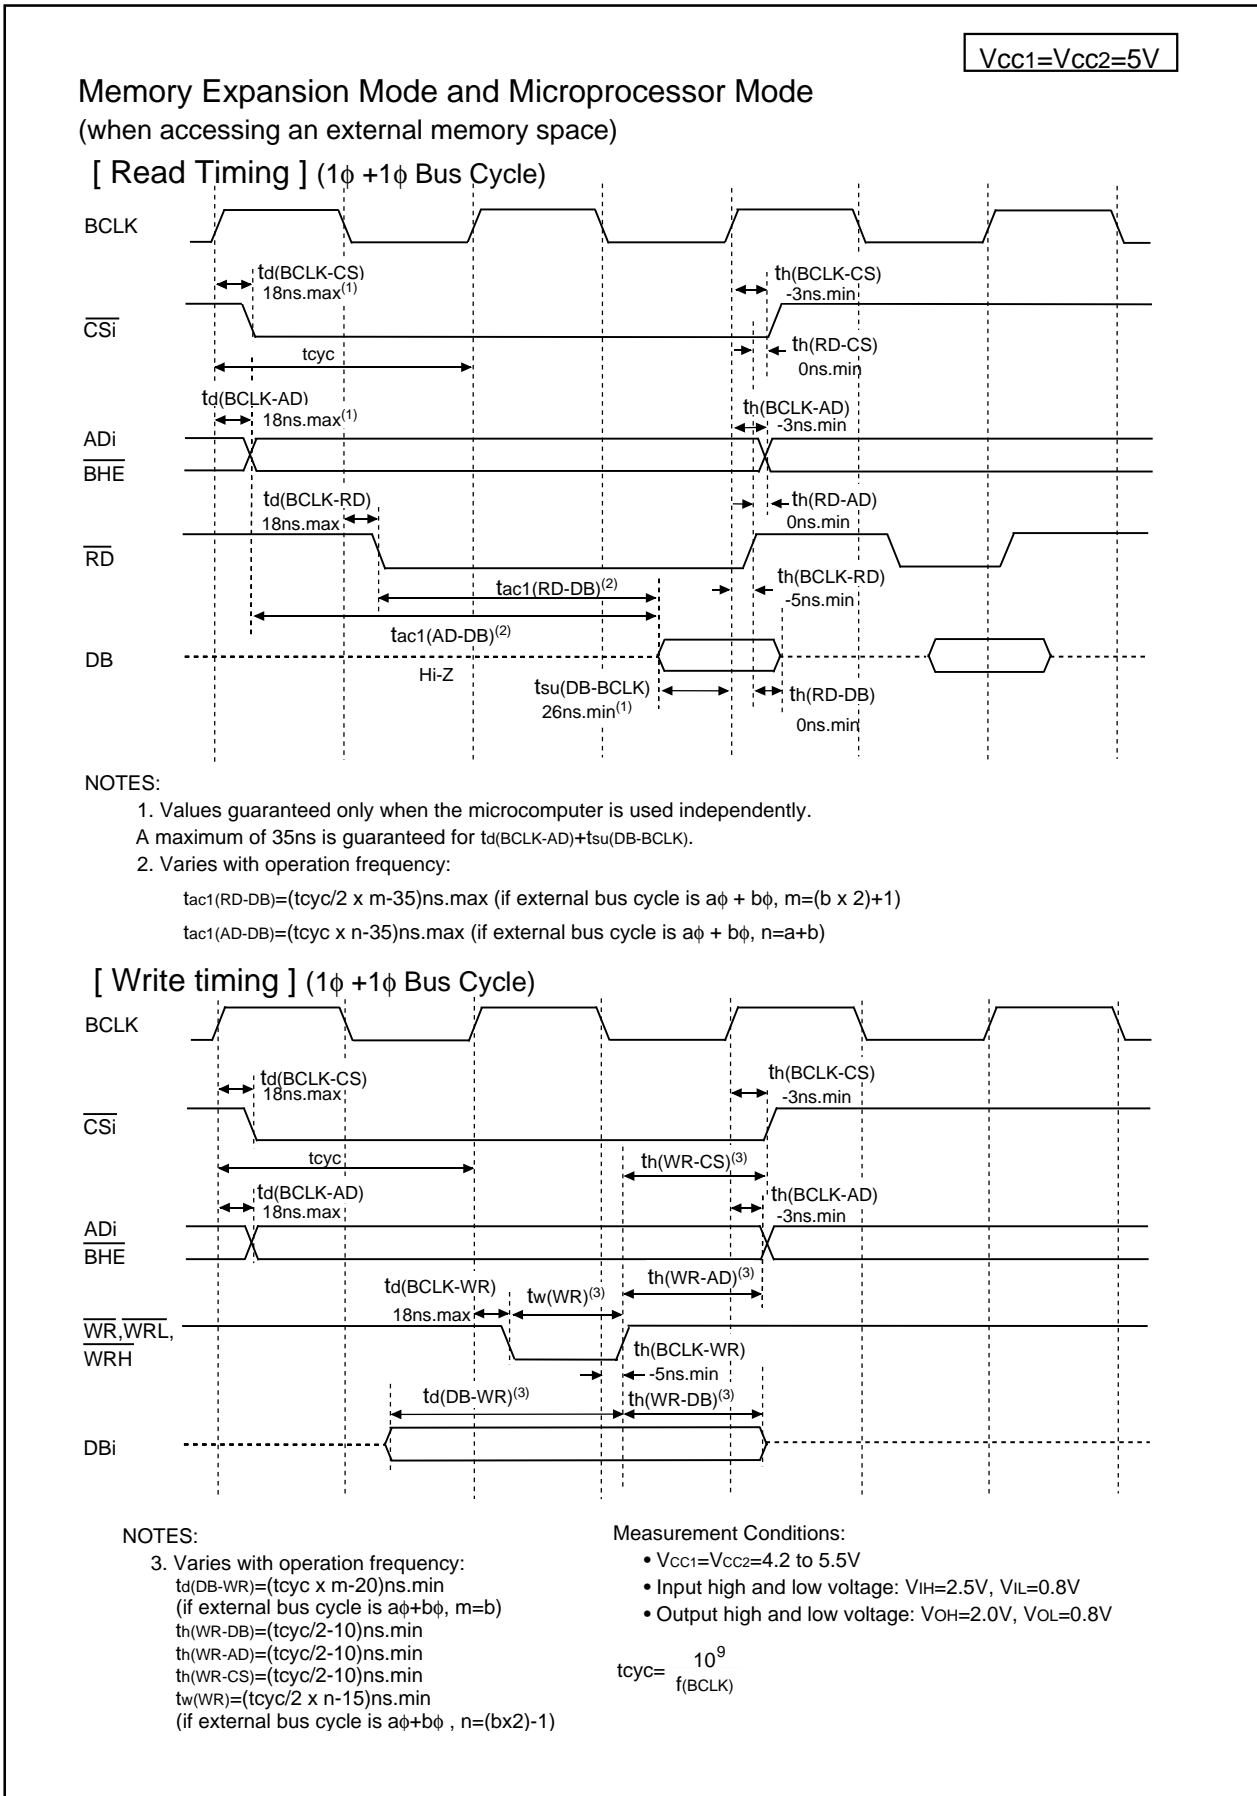 Vcc1=Vcc2=5V
Memory Expansion Mode and Microprocessor Mode
(when accessing an external memory space)
[ Read Timing ] (1ϕ +1ϕ Bus Cycle)
BCLK
td(BCLK-CS)
18ns.max(1)
th(BCLK-CS)
-3ns.min
CSi
tcyc
th(RD-CS)
0ns.min
td(BCLK-AD)
18ns.max(1)
th(BCLK-AD)
-3ns.min
ADi
BHE
td(BCLK-RD)
18ns.max
th(RD-AD)
0ns.min
RD
tac1(RD-DB)(2)
th(BCLK-RD)
-5ns.min
tac1(AD-DB)(2)
DB
Hi-Z
tsu(DB-BCLK)
26ns.min(1)
th(RD-DB)
0ns.min
NOTES:
1. Values guaranteed only when the microcomputer is used independently.
A maximum of 35ns is guaranteed for td(BCLK-AD)+tsu(DB-BCLK).
2. Varies with operation frequency:
tac1(RD-DB)=(tcyc/2 x m-35)ns.max (if external bus cycle is aϕ + bϕ, m=(b x 2)+1)
tac1(AD-DB)=(tcyc x n-35)ns.max (if external bus cycle is aϕ + bϕ, n=a+b)
[ Write timing ] (1ϕ +1ϕ Bus Cycle)
BCLK
td(BCLK-CS)
18ns.max
th(BCLK-CS)
-3ns.min
CSi
tcyc
th(WR-CS)(3)
td(BCLK-AD)
18ns.max
th(BCLK-AD)
-3ns.min
ADi
BHE
td(BCLK-WR)
18ns.max
tw(WR)(3)
th(WR-AD)(3)
WR,WRL,
WRH
th(BCLK-WR)
-5ns.min
td(DB-WR)(3)
th(WR-DB)(3)
DBi
NOTES:
3. Varies with operation frequency:
td(DB-WR)=(tcyc x m-20)ns.min
(if external bus cycle is aϕ+bϕ, m=b)
th(WR-DB)=(tcyc/2-10)ns.min
th(WR-AD)=(tcyc/2-10)ns.min
th(WR-CS)=(tcyc/2-10)ns.min
tw(WR)=(tcyc/2 x n-15)ns.min
(if external bus cycle is aϕ+bϕ , n=(bx2)-1)
Measurement Conditions:
• VCC1=VCC2=4.2 to 5.5V
• Input high and low voltage: VIH=2.5V, VIL=0.8V
• Output high and low voltage: VOH=2.0V, VOL=0.8V
tcyc= 10^9
f(BCLK)